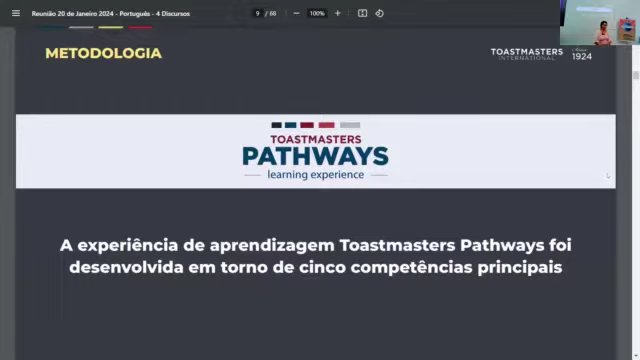 Reunião 20 de Janeiro 2024 - Português - 4 Discursos
9 / 68
100%
METODOLOGIA
TOASTMASTERS
INTERNATIONAL
1924
TOASTMASTERS
PATHWAYS
learning experience
A experiência de aprendizagem Toastmasters Pathways foi
desenvolvida em torno de cinco competências principais